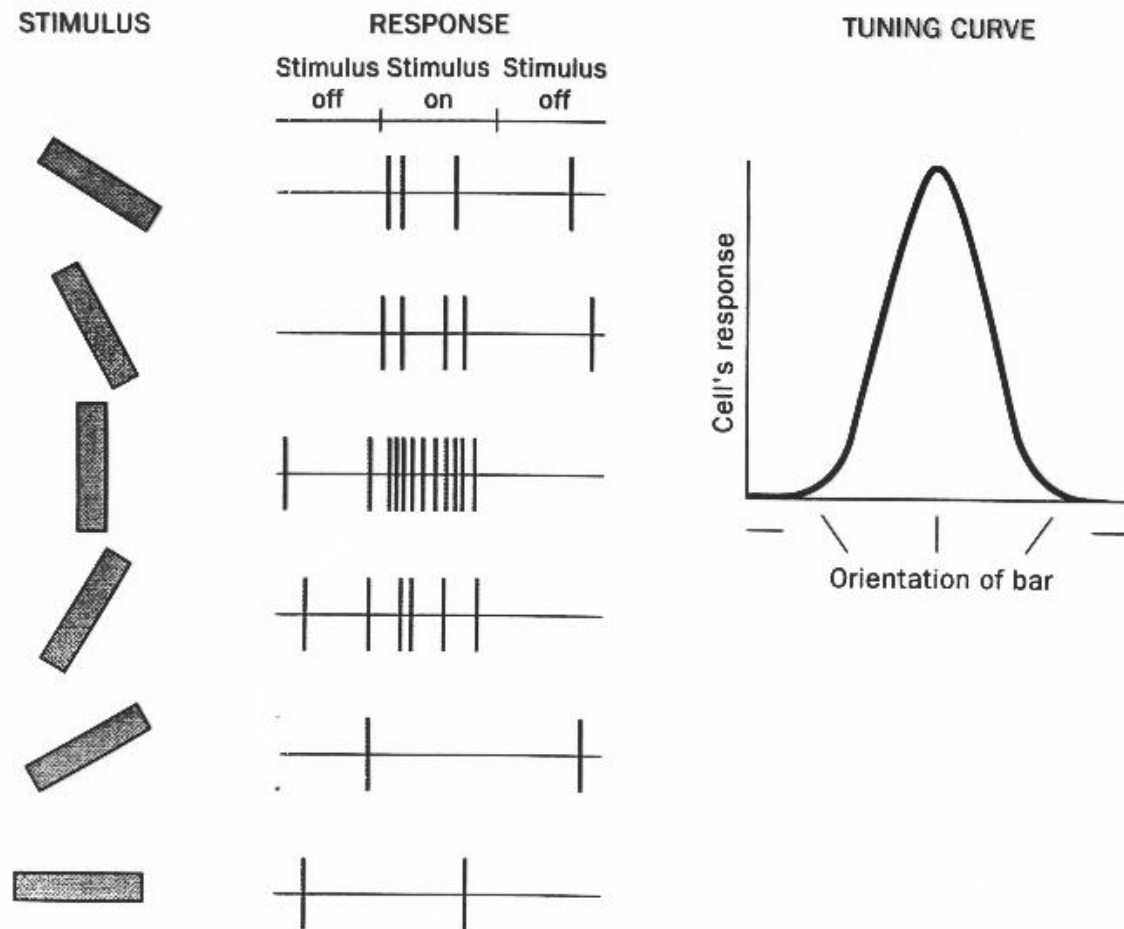 STIMULUS
RESPONSE
TUNING CURVE
Stimulus Stimulus Stimulus
off on off
Cell's response
Orientation of bar